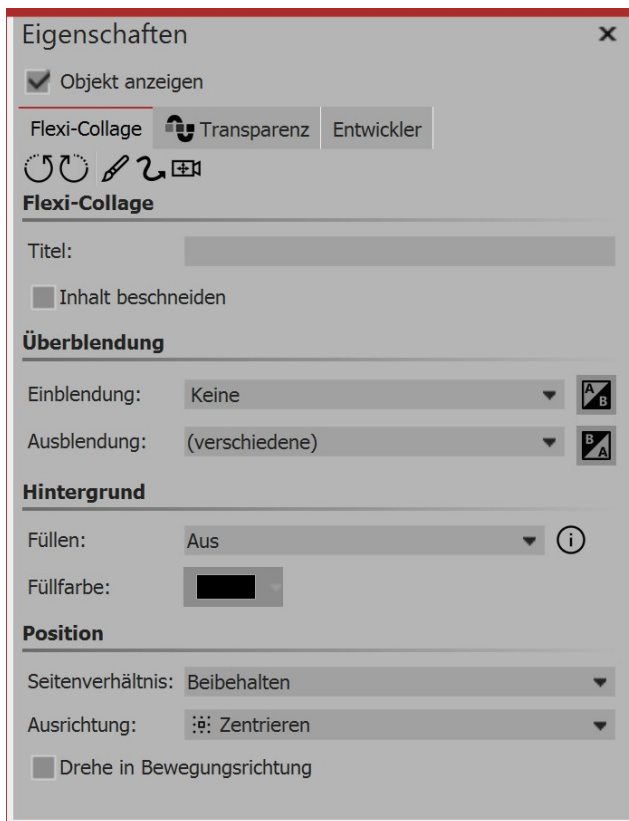 Eigenschaften
Objekt anzeigen
Flexi-Collage Transparenz Entwickler
Flexi-Collage
Titel:
Inhalt beschneiden
Überblendung
Einblendung: Keine A B
Ausblendung: (verschiedene) B A
Hintergrund
Füllen: Aus
Füllfarbe:
Position
Seitenverhältnis: Beibehalten
Ausrichtung: Zentrieren
Drehe in Bewegungsrichtung